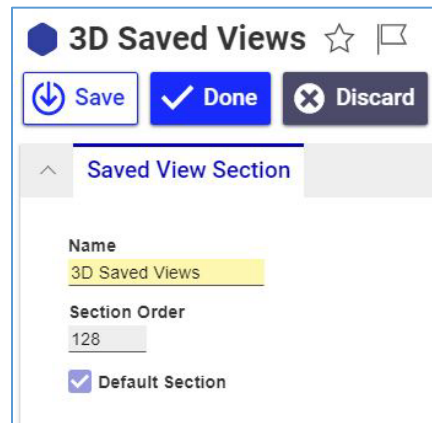 3D Saved Views
Save Done Discard
Saved View Section
Name
3D Saved Views
Section Order
128
Default Section